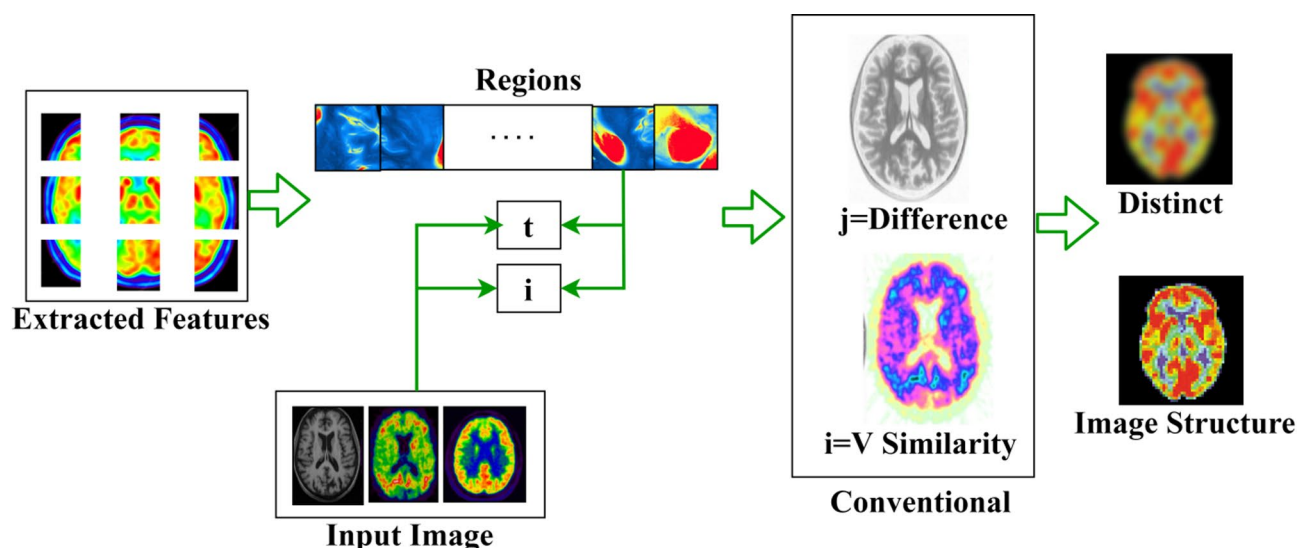 Regions
....
t
i
Extracted Features
Input Image
j=Difference
i=V Similarity
Conventional
Distinct
Image Structure